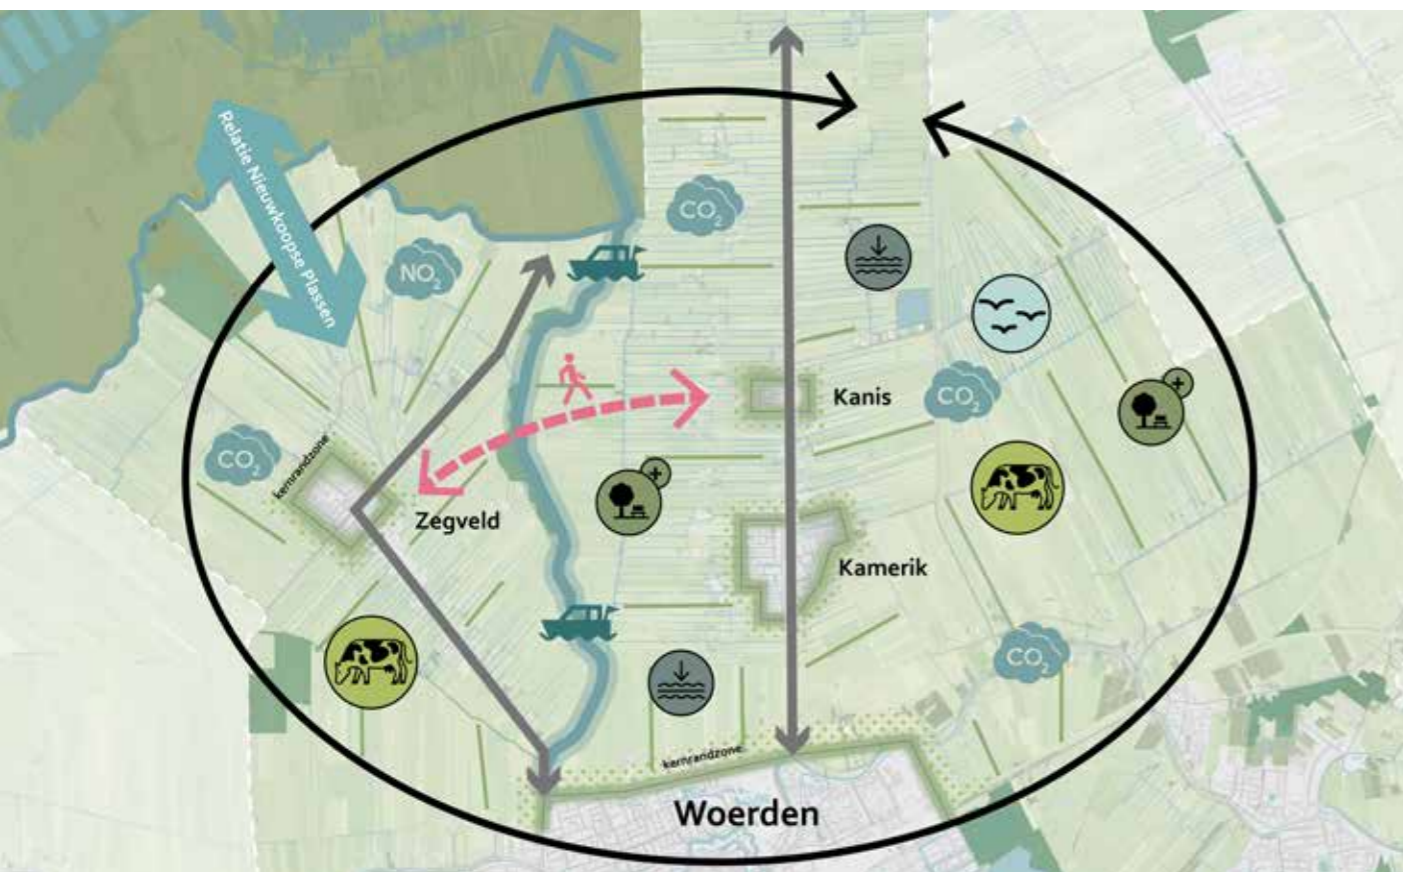 Relatie Nieuwkoopse Plassen
CO2
NO2
Kanis
CO2
CO2
kernrandzone
Zegveld
+
+
Kamerik
CO2
kernrandzone
Woerden